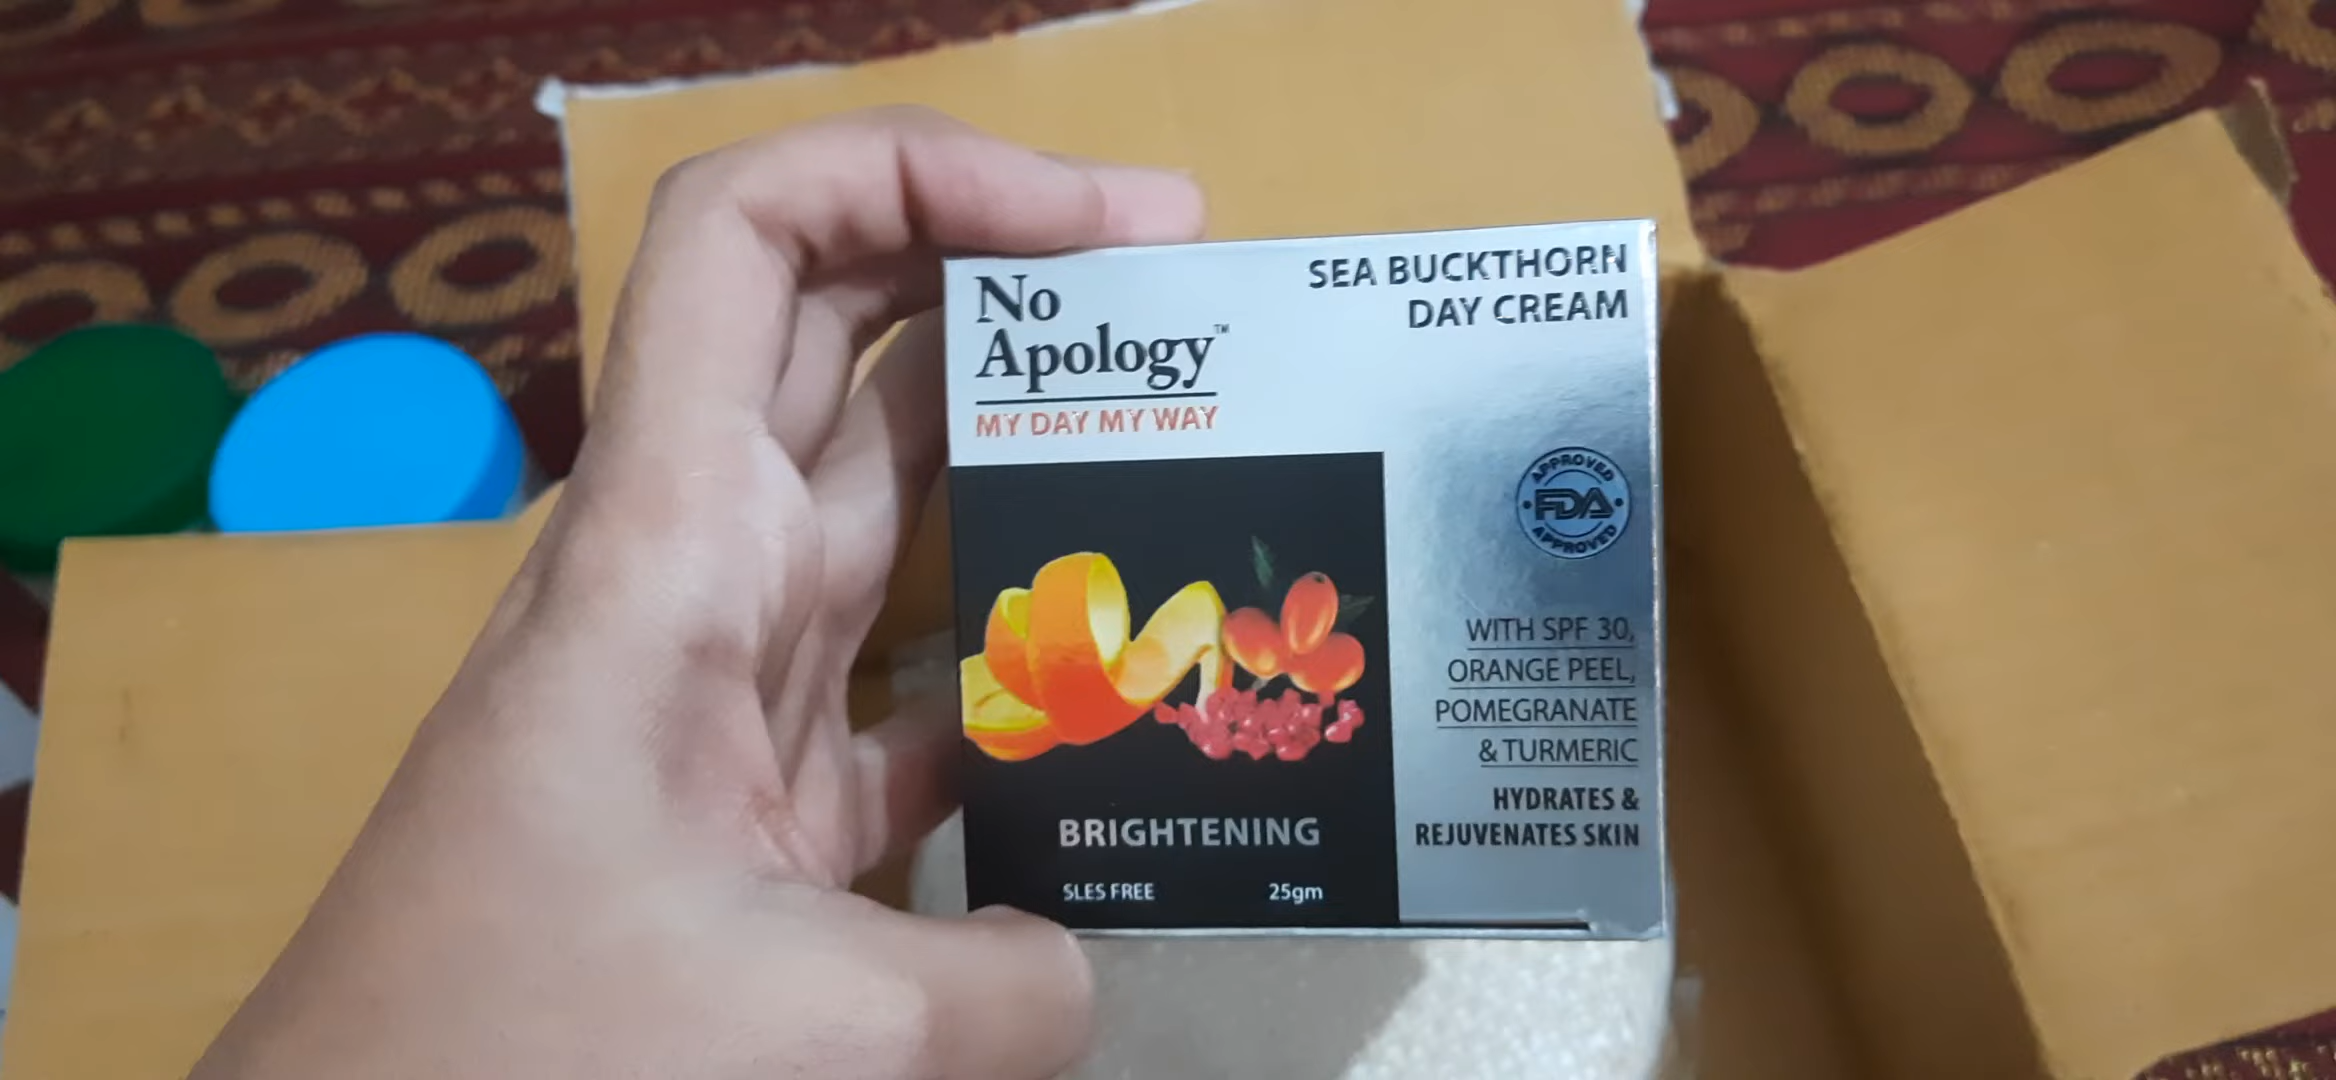 No
Apology™
MY DAY MY WAY
SEA BUCKTHORN
DAY CREAM
APPROVED
FDA
APPROVED
WITH SPF 30,
ORANGE PEEL,
POMEGRANATE
& TURMERIC
HYDRATES &
REJUVENATES SKIN
BRIGHTENING
SLES FREE
25gm